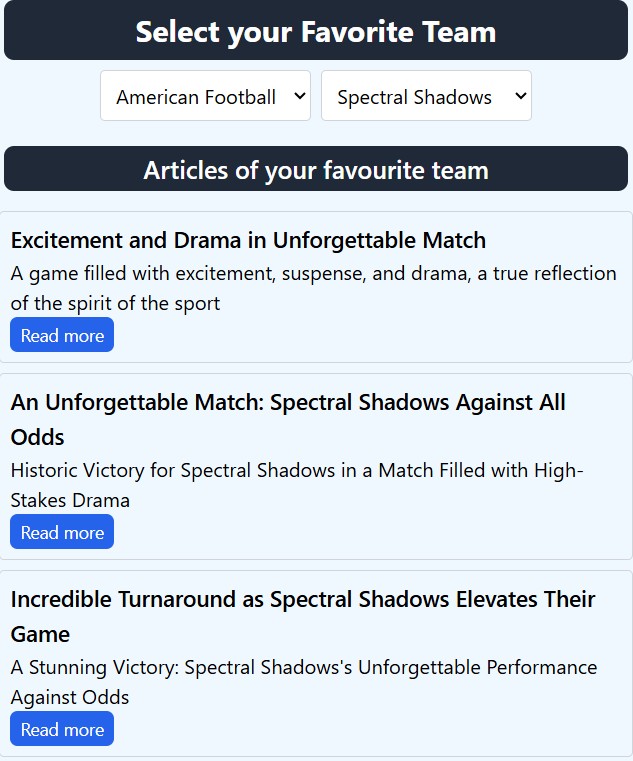 Select your Favorite Team
American Football Spectral Shadows
Articles of your favourite team
Excitement and Drama in Unforgettable Match
A game filled with excitement, suspense, and drama, a true reflection
of the spirit of the sport
Read more
An Unforgettable Match: Spectral Shadows Against All
Odds
Historic Victory for Spectral Shadows in a Match Filled with High-
Stakes Drama
Read more
Incredible Turnaround as Spectral Shadows Elevates Their
Game
A Stunning Victory: Spectral Shadows's Unforgettable Performance
Against Odds
Read more